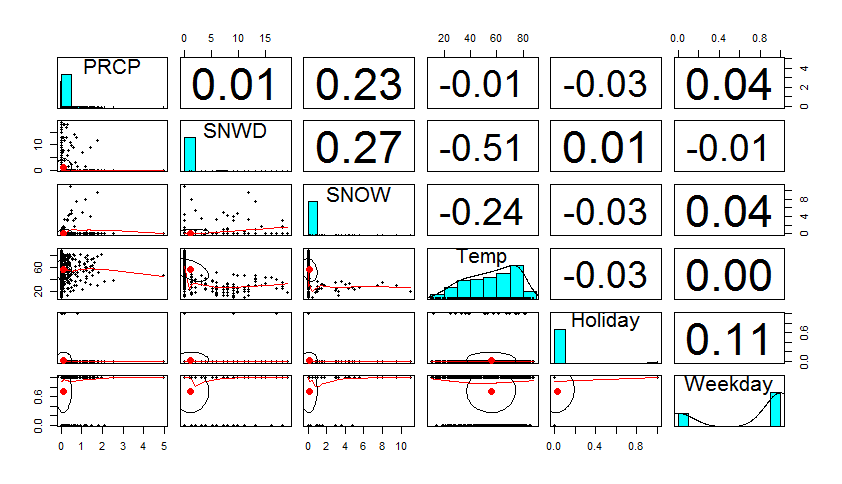 0 5 10 15 20 40 60 80 0.0 0.4 0.8
PRCP 0.01 0.23 -0.01 -0.03 0.04 0 2 4
0 10 SNWD 0.27 -0.51 0.01 -0.01
SNOW -0.24 -0.03 0.04 0 4 8
20 60 Temp -0.03 0.00
Holiday 0.11 0.0 0.6
0.0 0.6 Weekday
0 1 2 3 4 5 0 2 4 6 8 10 0.0 0.4 0.8